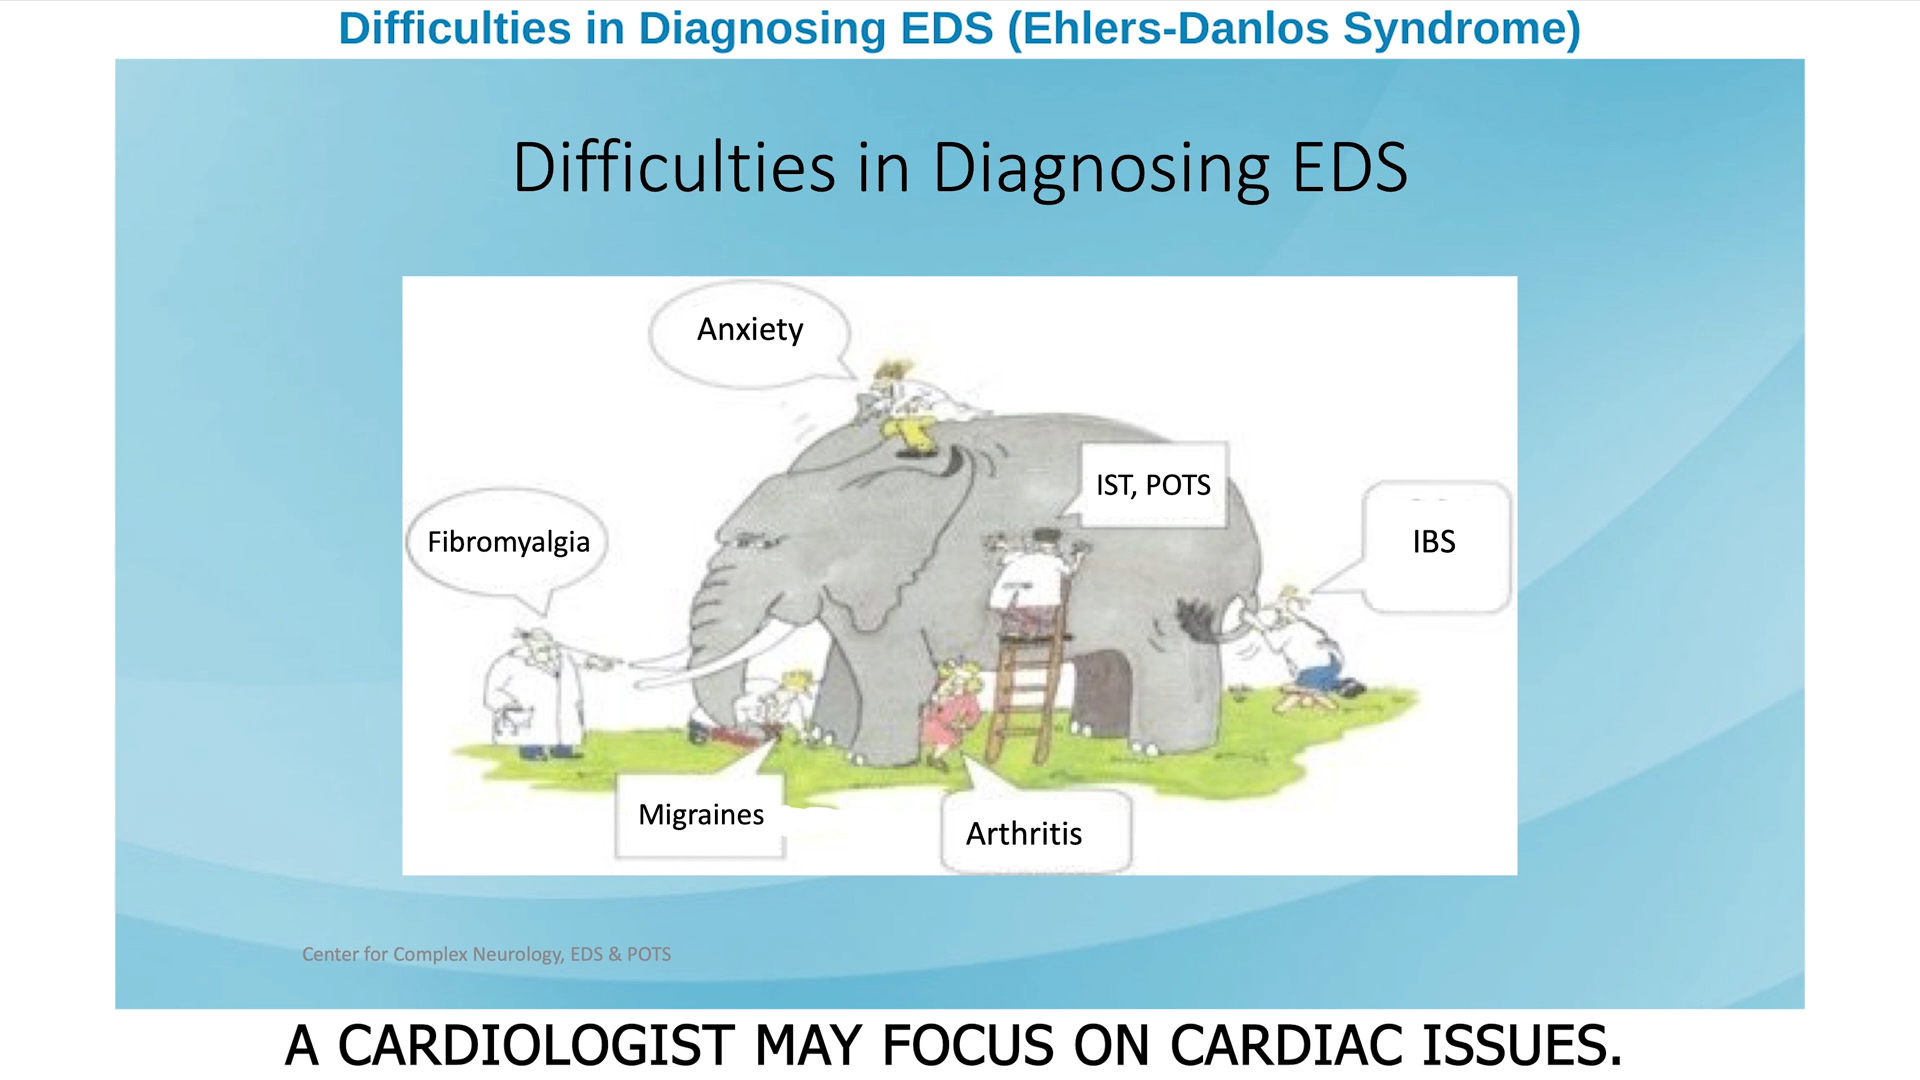 Difficulties in Diagnosing EDS (Ehlers-Danlos Syndrome)
Difficulties in Diagnosing EDS
Anxiety
IST, POTS
Fibromyalgia
IBS
Migraines
Arthritis
Center for Complex Neurology, EDS & POTS
A CARDIOLOGIST MAY FOCUS ON CARDIAC ISSUES.